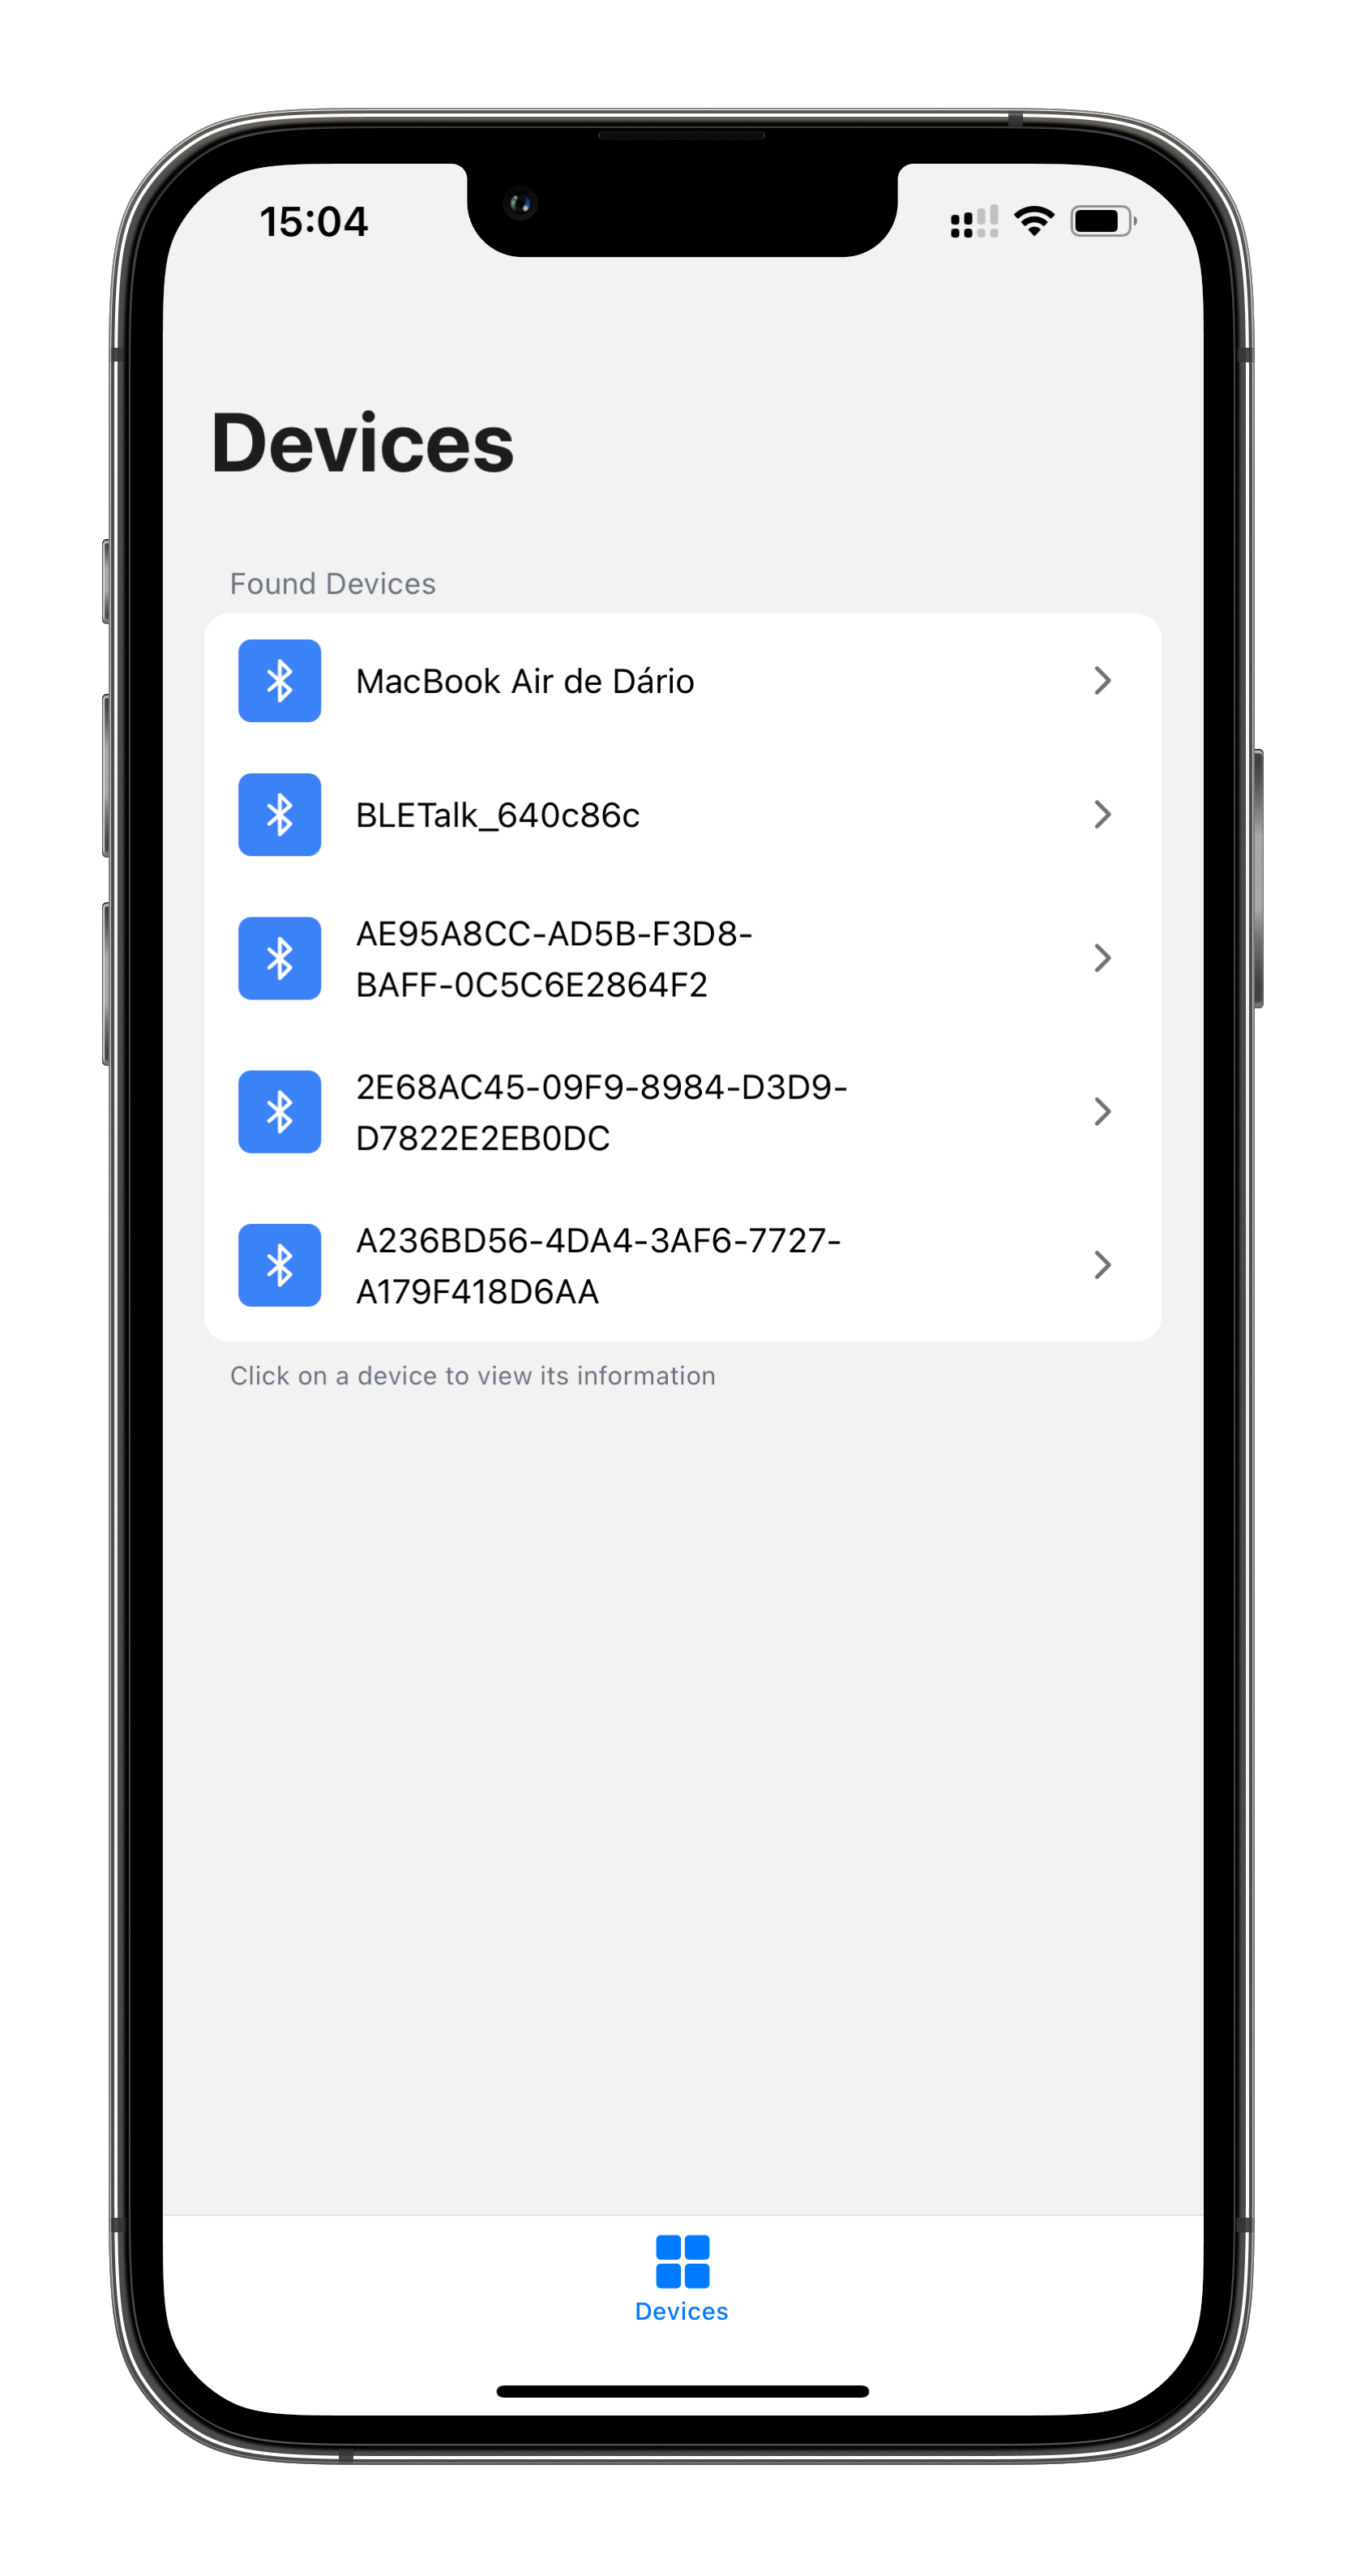 15:04
Devices
Found Devices
MacBook Air de Dário
BLETalk_640c86c
AE95A8CC-AD5B-F3D8-
BAFF-0C5C6E2864F2
2E68AC45-09F9-8984-D3D9-
D7822E2EB0DC
A236BD56-4DA4-3AF6-7727-
A179F418D6AA
Click on a device to view its information
Devices